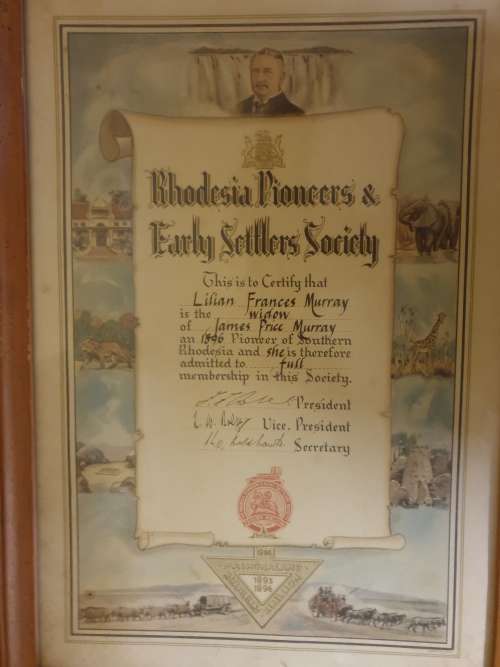 Rhodesia Pioneers &
Early Settlers Society
This is to Certify that
Lilian Frances Murray
is the widow
of James Price Murray
an 1896 Pioneer of Southern
Rhodesia and she is therefore
admitted to full
membership in this Society.
President
Vice. President
Secretary
1893
1896